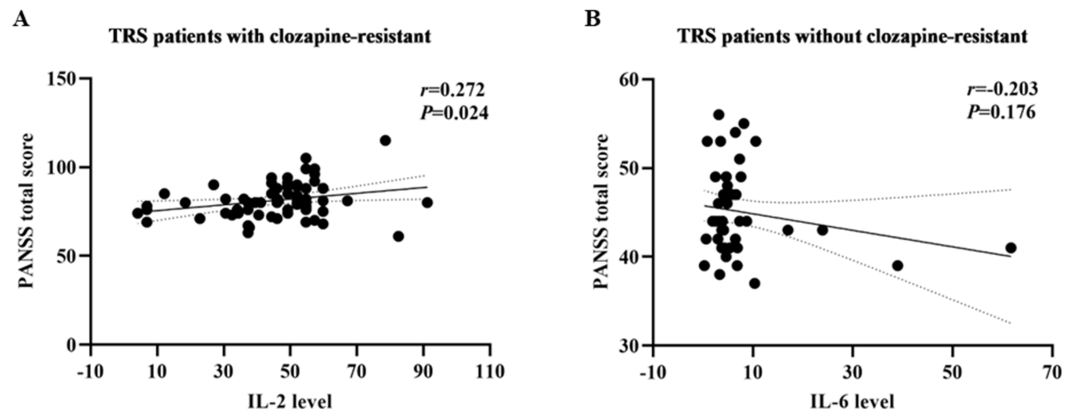 A
TRS patients with clozapine-resistant
r=0.272
P=0.024
150
100
50
0
PANSS total score
-10
10
30
50
70
90
110
IL-2 level
B
TRS patients without clozapine-resistant
r=-0.203
P=0.176
60
50
40
30
PANSS total score
-10
10
30
50
70
IL-6 level